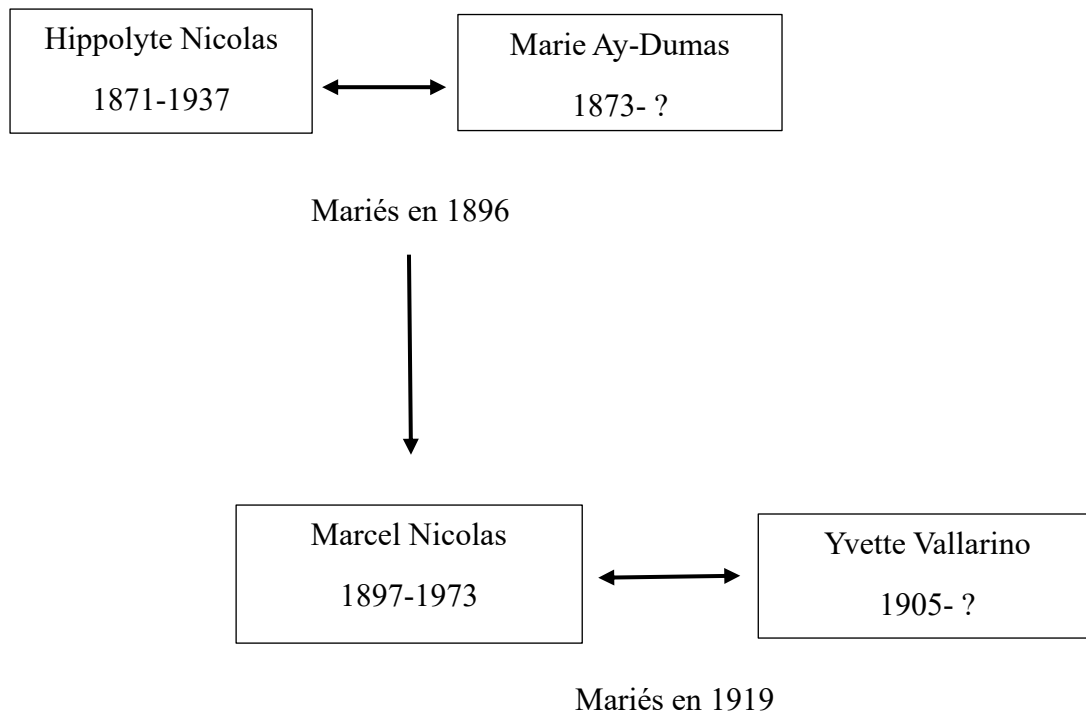 Hippolyte Nicolas
1871-1937
Marie Ay-Dumas
1873- ?
Mariés en 1896
Marcel Nicolas
1897-1973
Yvette Vallarino
1905- ?
Mariés en 1919